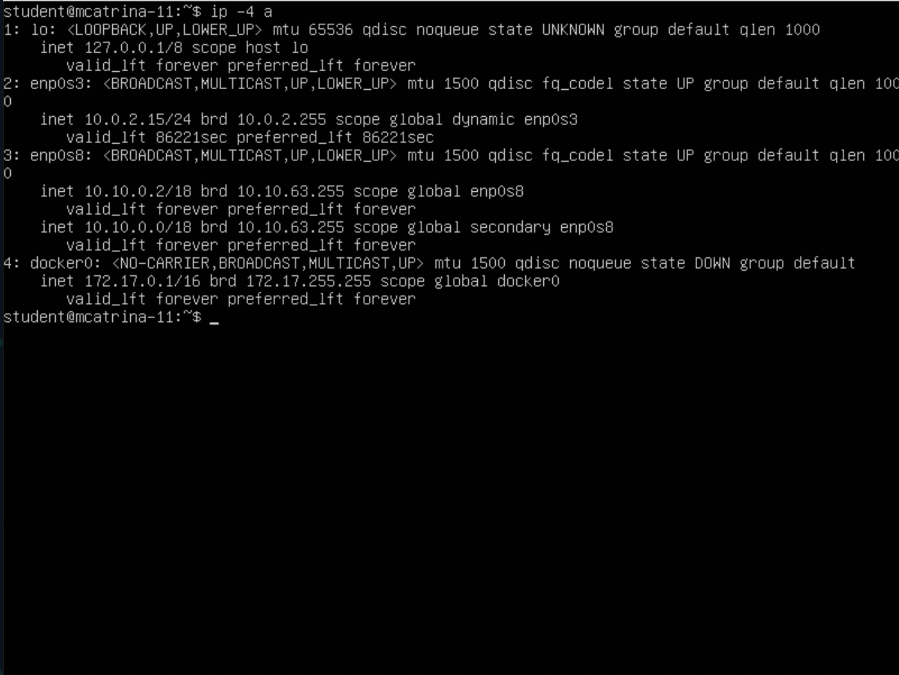 student@mcatrina-11:~$ ip -4 a
1: lo: <LOOPBACK,UP,LOWER_UP> mtu 65536 qdisc noqueue state UNKNOWN group default qlen 1000
    inet 127.0.0.1/8 scope host lo
       valid_lft forever preferred_lft forever
2: enp0s3: <BROADCAST,MULTICAST,UP,LOWER_UP> mtu 1500 qdisc fq_codel state UP group default qlen 100
0
    inet 10.0.2.15/24 brd 10.0.2.255 scope global dynamic enp0s3
       valid_lft 86221sec preferred_lft 86221sec
3: enp0s8: <BROADCAST,MULTICAST,UP,LOWER_UP> mtu 1500 qdisc fq_codel state UP group default qlen 100
0
    inet 10.10.0.2/18 brd 10.10.63.255 scope global enp0s8
       valid_lft forever preferred_lft forever
    inet 10.10.0.0/18 brd 10.10.63.255 scope global secondary enp0s8
       valid_lft forever preferred_lft forever
4: docker0: <NO-CARRIER,BROADCAST,MULTICAST,UP> mtu 1500 qdisc noqueue state DOWN group default
    inet 172.17.0.1/16 brd 172.17.255.255 scope global docker0
       valid_lft forever preferred_lft forever
student@mcatrina-11:~$ _